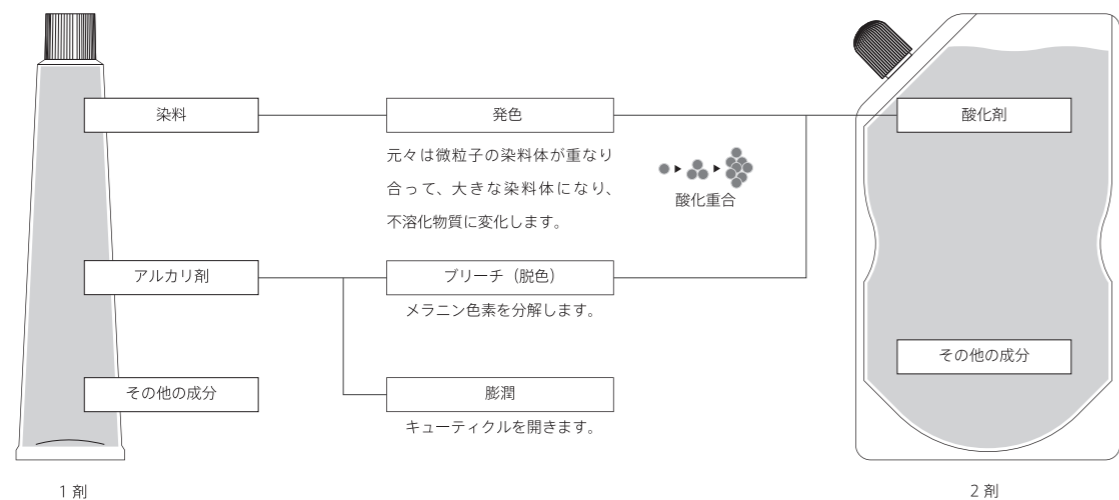 染料
発色
酸化剤
元々は微粒子の染料体が重なり
合って、大きな染料体になり、
不溶化物質に変化します。
酸化重合
アルカリ剤
ブリーチ（脱色）
メラニン色素を分解します。
その他の成分
その他の成分
膨潤
キューティクルを開きます。
1 剤
2 剤